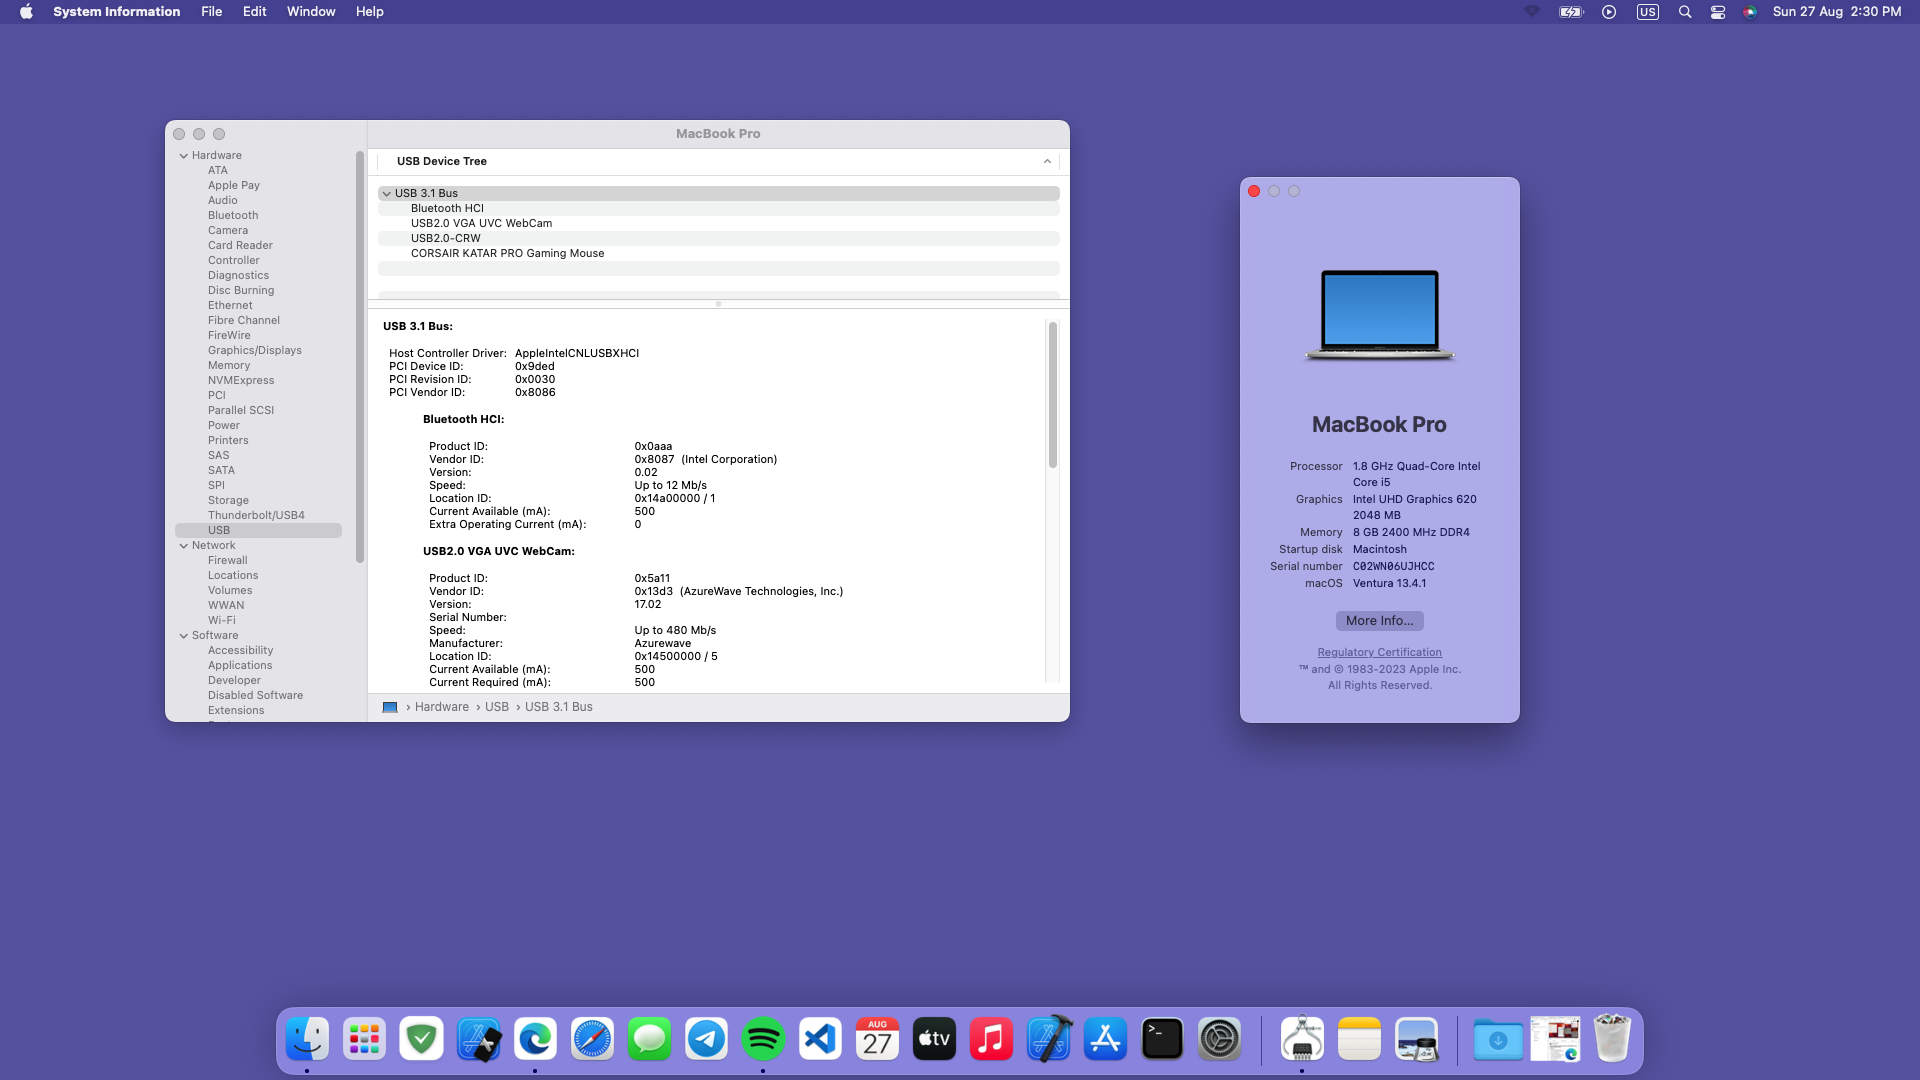 System Information File Edit Window Help US Sun 27 Aug 2:30 PM
MacBook Pro
Hardware
ATA
Apple Pay
Audio
Bluetooth
Camera
Card Reader
Controller
Diagnostics
Disc Burning
Ethernet
Fibre Channel
FireWire
Graphics/Displays
Memory
NVMExpress
PCI
Parallel SCSI
Power
Printers
SAS
SATA
SPI
Storage
Thunderbolt/USB4
USB
Network
Firewall
Locations
Volumes
WWAN
Wi-Fi
Software
Accessibility
Applications
Developer
Disabled Software
Extensions
USB Device Tree
USB 3.1 Bus
Bluetooth HCI
USB2.0 VGA UVC WebCam
USB2.0-CRW
CORSAIR KATAR PRO Gaming Mouse
USB 3.1 Bus:
Host Controller Driver: AppleIntelCNLUSBXHCI
PCI Device ID: 0x9ded
PCI Revision ID: 0x0030
PCI Vendor ID: 0x8086
Bluetooth HCI:
Product ID: 0x0aaa
Vendor ID: 0x8087 (Intel Corporation)
Version: 0.02
Speed: Up to 12 Mb/s
Location ID: 0x14a00000 / 1
Current Available (mA): 500
Extra Operating Current (mA): 0
USB2.0 VGA UVC WebCam:
Product ID: 0x5a11
Vendor ID: 0x13d3 (AzureWave Technologies, Inc.)
Version: 17.02
Serial Number:
Speed: Up to 480 Mb/s
Manufacturer: Azurewave
Location ID: 0x14500000 / 5
Current Available (mA): 500
Current Required (mA): 500
› Hardware › USB › USB 3.1 Bus
MacBook Pro
Processor 1.8 GHz Quad-Core Intel
Core i5
Graphics Intel UHD Graphics 620
2048 MB
Memory 8 GB 2400 MHz DDR4
Startup disk Macintosh
Serial number C02WN06UJHCC
macOS Ventura 13.4.1
More Info...
Regulatory Certification
™ and © 1983-2023 Apple Inc.
All Rights Reserved.
AUG
27
tv
>_